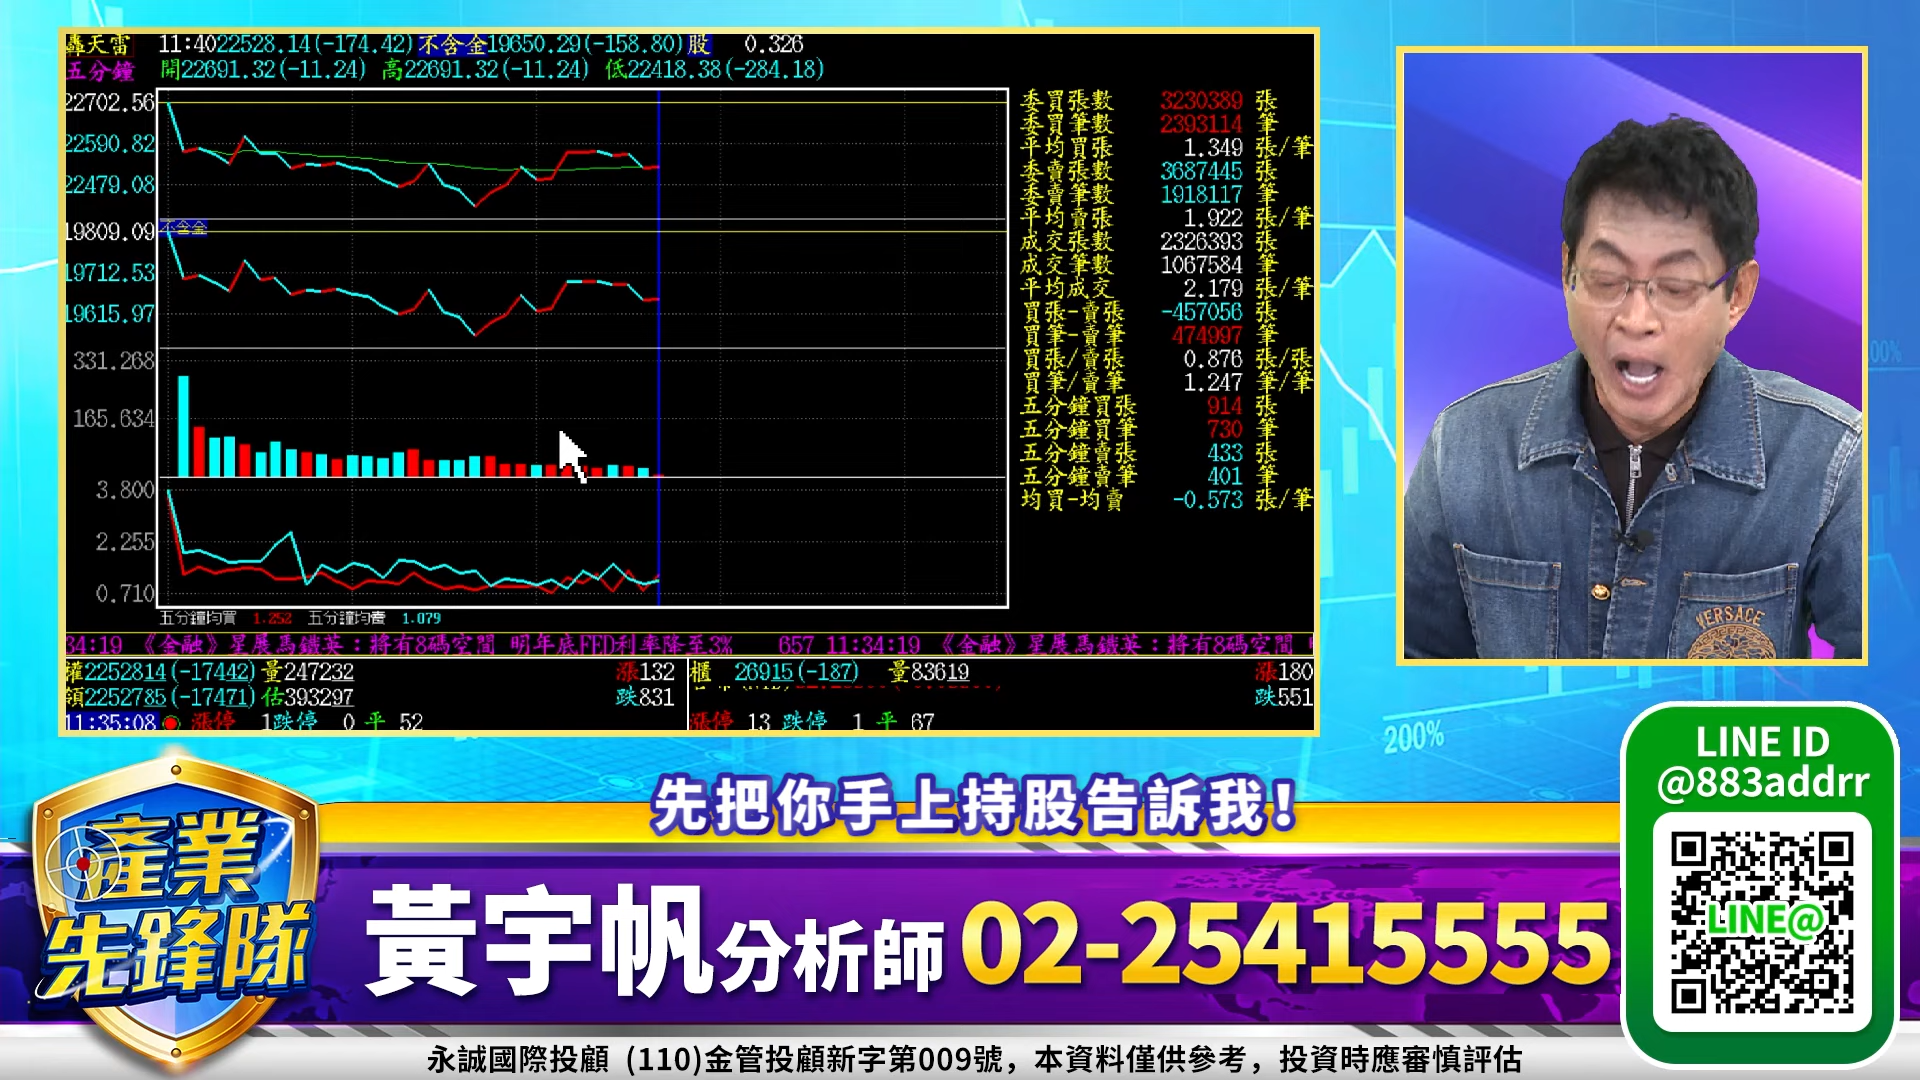 轟天雷 11:40 22528.14(-174.42) 不含金 19650.29(-158.80) 股 0.326
五分鐘 開22691.32(-11.24) 高22691.32(-11.24) 低22418.38(-284.18)
22702.56
22590.82
22479.08
19809.09 不含金
19712.53
19615.97
331.268
165.634
3.800
2.255
0.710
五分鐘均買 1.252 五分鐘均賣 1.079
委買張數 3230389 張
委買筆數 2393114 筆
平均買張 1.349 張/筆
委賣張數 3687445 張
委賣筆數 1918117 筆
平均賣張 1.922 張/筆
成交張數 2326393 張
成交筆數 1067584 筆
平均成交 2.179 張/筆
買張-賣張 -457056 張
買筆-賣筆 474997 筆
買張/賣張 0.876 張/張
買筆/賣筆 1.247 筆/筆
五分鐘買張 914 張
五分鐘買筆 730 筆
五分鐘賣張 433 張
五分鐘賣筆 401 筆
均買-均賣 -0.573 張/筆
34:19 《金融》星展馬鐵英：將有8碼空間 明年底FED利率降至3% 657 11:34:19 《金融》星展馬鐵英：將有8碼空間
權2252814(-17442) 量247232 漲132 櫃 26915(-187) 量83619 漲180
領2252785(-17471) 估393297 跌831 跌551
11:35:08 漲停 1 跌停 0 平 52 漲停 13 跌停 1 平 67
VERSACE
200%
LINE ID
@883addrr
LINE@
產業
先鋒隊
先把你手上持股告訴我！
黃宇帆分析師 02-25415555
永誠國際投顧 (110)金管投顧新字第009號，本資料僅供參考，投資時應審慎評估